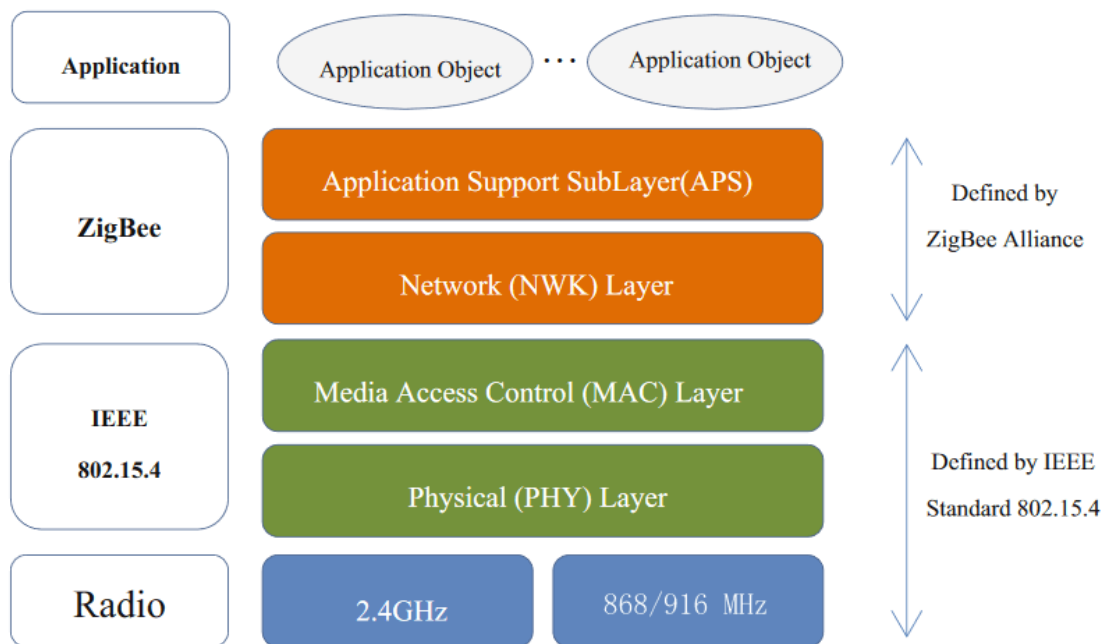 Application
Application Object
...
Application Object
ZigBee
Application Support SubLayer(APS)
Network (NWK) Layer
Defined by
ZigBee Alliance
IEEE
802.15.4
Media Access Control (MAC) Layer
Physical (PHY) Layer
Defined by IEEE
Standard 802.15.4
Radio
2.4GHz
868/916 MHz